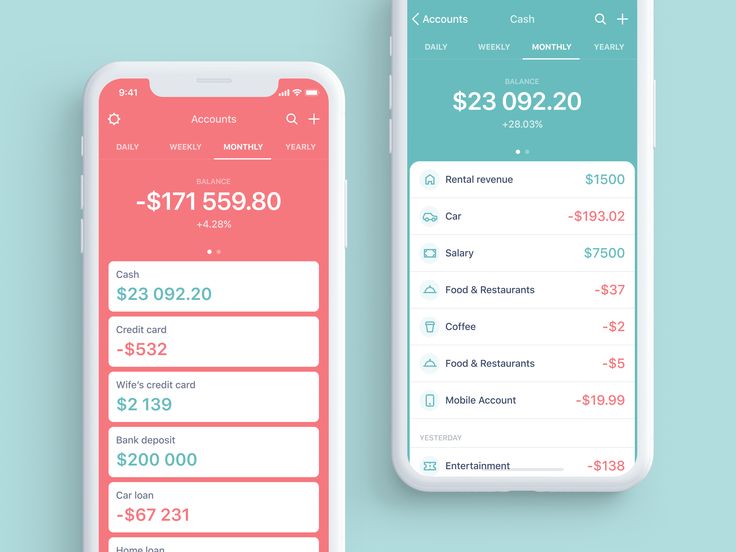 9:41
Accounts
DAILY WEEKLY MONTHLY YEARLY
BALANCE
-$171 559.80
+4.28%
Cash
$23 092.20
Credit card
-$532
Wife's credit card
$2 139
Bank deposit
$200 000
Car loan
-$67 231
Home loan
Accounts Cash
DAILY WEEKLY MONTHLY YEARLY
BALANCE
$23 092.20
+28.03%
Rental revenue $1500
Car -$193.02
Salary $7500
Food & Restaurants -$37
Coffee -$2
Food & Restaurants -$5
Mobile Account -$19.99
YESTERDAY
Entertainment -$138